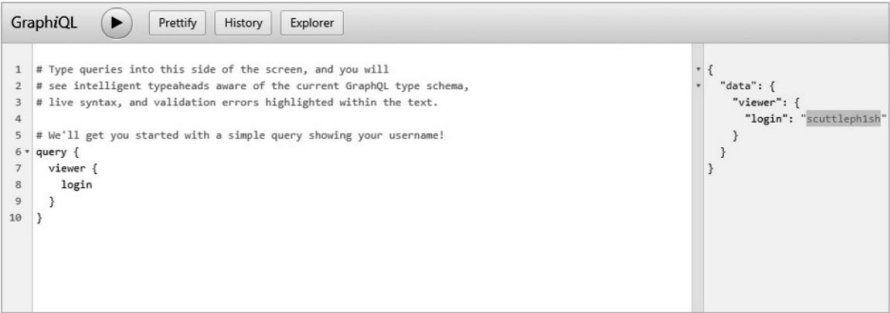 GraphiQL Prettify History Explorer
1 # Type queries into this side of the screen, and you will
2 # see intelligent typeaheads aware of the current GraphQL type schema,
3 # live syntax, and validation errors highlighted within the text.
4
5 # We'll get you started with a simple query showing your username!
6 query {
7 viewer {
8 login
9 }
10 }
{
"data": {
"viewer": {
"login": "scuttleph1sh"
}
}
}